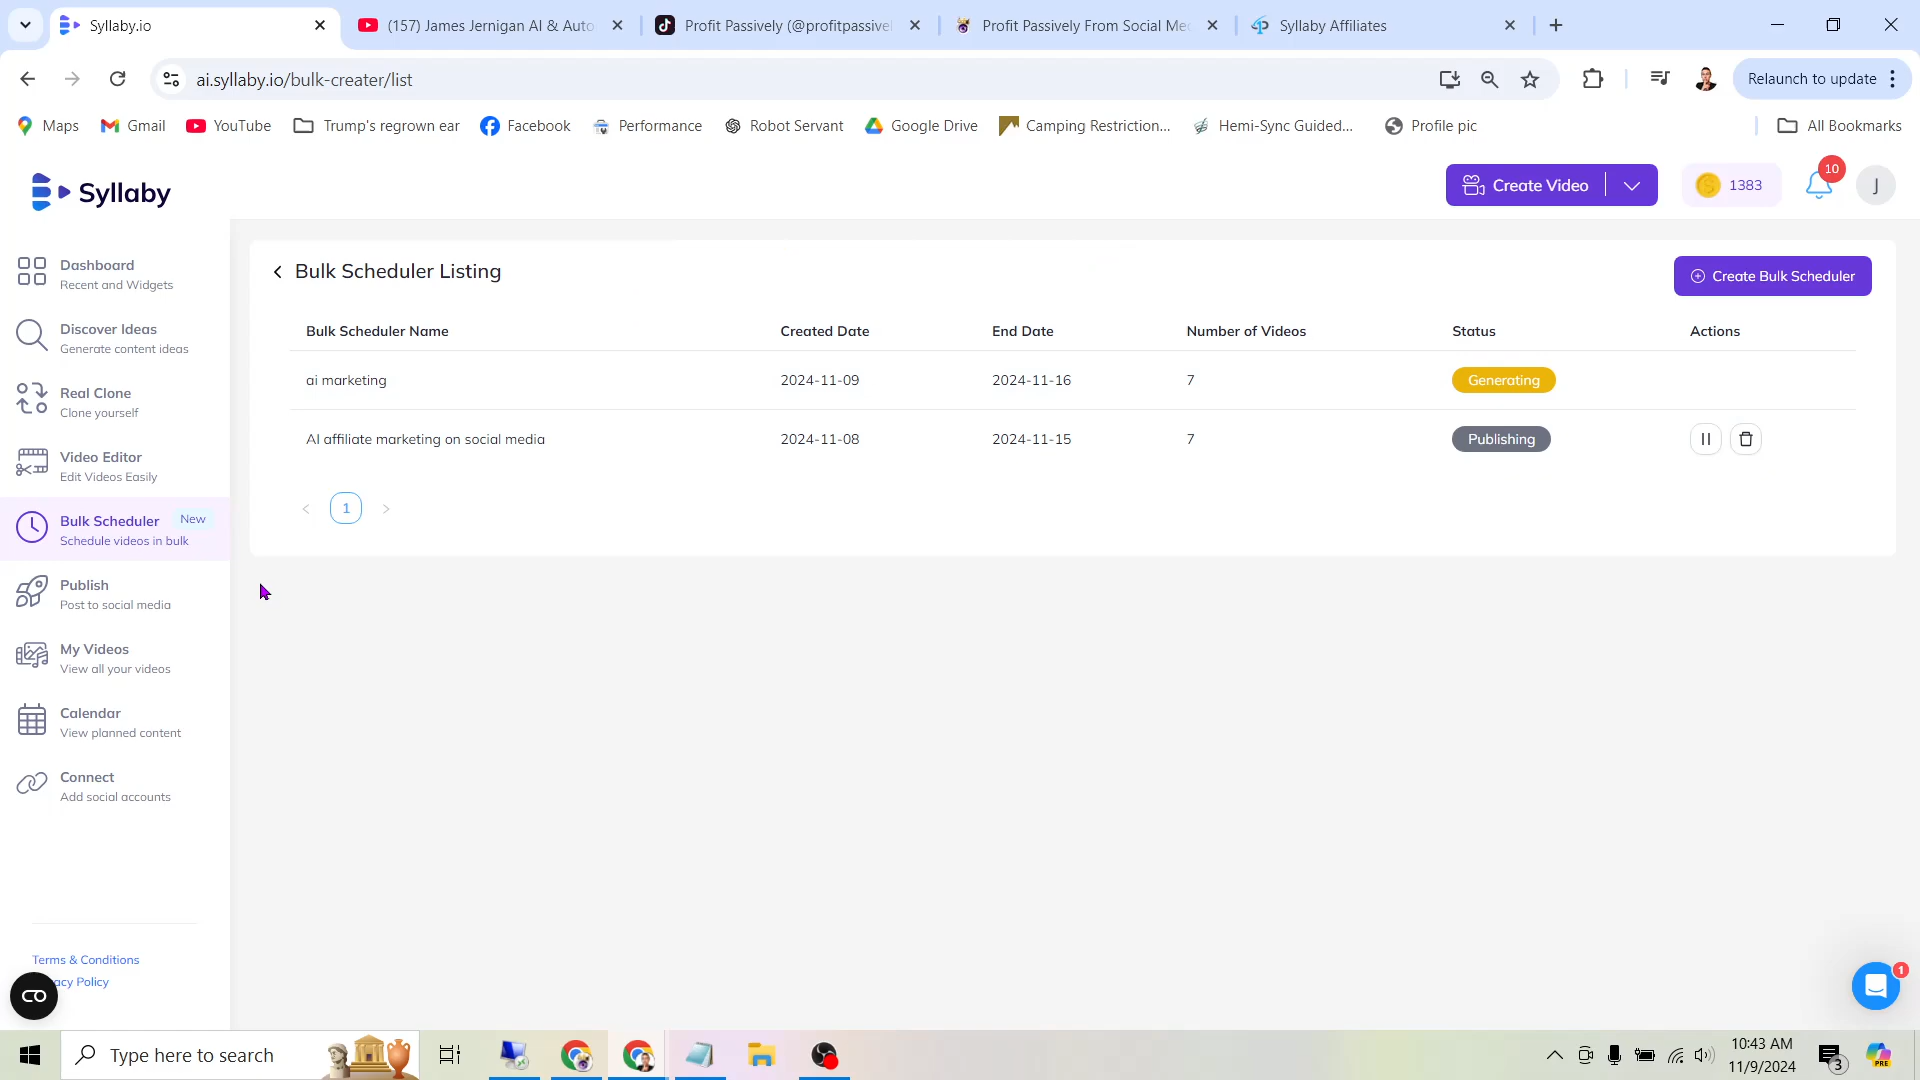 Syllaby.io
(157) James Jernigan AI & Auto
Profit Passively (@profitpassivel
Profit Passively From Social Med
Syllaby Affiliates
ai.syllaby.io/bulk-creater/list
Relaunch to update
Maps
Gmail
YouTube
Trump's regrown ear
Facebook
Performance
Robot Servant
Google Drive
Camping Restriction...
Hemi-Sync Guided...
Profile pic
All Bookmarks
Syllaby
Create Video
1383
10
J
Dashboard
Recent and Widgets
Discover Ideas
Generate content ideas
Real Clone
Clone yourself
Video Editor
Edit Videos Easily
Bulk Scheduler New
Schedule videos in bulk
Publish
Post to social media
My Videos
View all your videos
Calendar
View planned content
Connect
Add social accounts
Terms & Conditions
acy Policy
Bulk Scheduler Listing
Create Bulk Scheduler
Bulk Scheduler Name Created Date End Date Number of Videos Status Actions
ai marketing 2024-11-09 2024-11-16 7 Generating
AI affiliate marketing on social media 2024-11-08 2024-11-15 7 Publishing
1
1
Type here to search
10:43 AM
11/9/2024
3
PRE